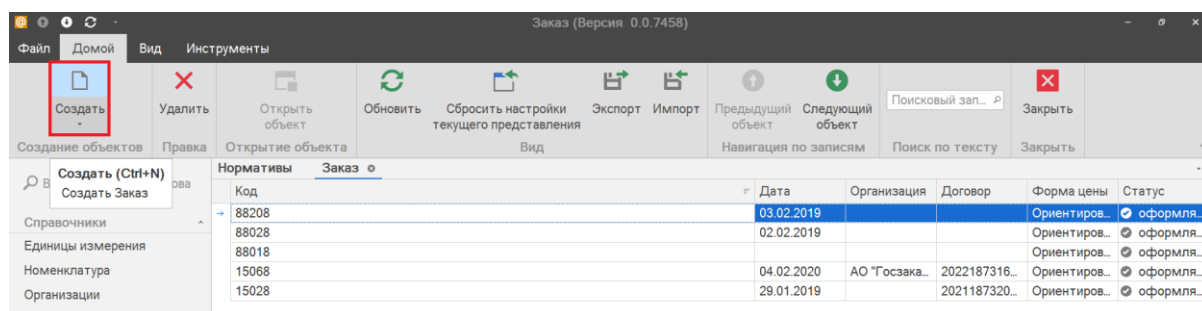 Заказ (Версия 0.0.7458)
Файл Домой Вид Инструменты
Создать Удалить Открыть объект Обновить Сбросить настройки текущего представления Экспорт Импорт Предыдущий объект Следующий объект Поисковый зап... Закрыть
Создание объектов Правка Открытие объекта Вид Навигация по записям Поиск по тексту Закрыть
Нормативы Заказ
Создать (Ctrl+N)
Создать Заказ
Справочники
Единицы измерения
Номенклатура
Организации
Код Дата Организация Договор Форма цены Статус
88208 03.02.2019 Ориентиров... оформля...
88028 02.02.2019 Ориентиров... оформля...
88018 Ориентиров... оформля...
15068 04.02.2020 АО "Госзака... 2022187316... Ориентиров... оформля...
15028 29.01.2019 2021187320... Ориентиров... оформля...